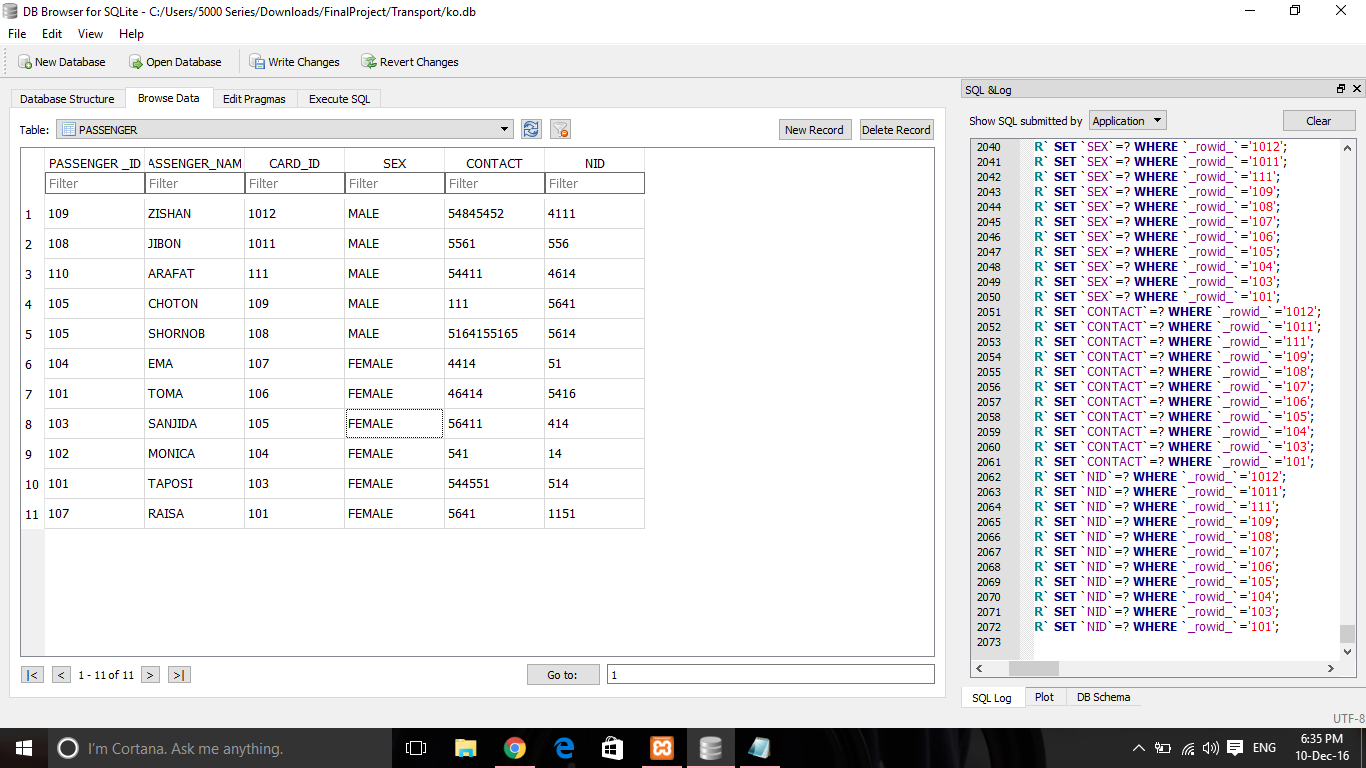 DB Browser for SQLite - C:/Users/5000 Series/Downloads/FinalProject/Transport/ko.db
File Edit View Help
New Database Open Database Write Changes Revert Changes
Database Structure Browse Data Edit Pragmas Execute SQL
Table: PASSENGER New Record Delete Record
PASSENGER _ID ASSENGER_NAM CARD_ID SEX CONTACT NID
Filter Filter Filter Filter Filter Filter
1 109 ZISHAN 1012 MALE 54845452 4111
2 108 JIBON 1011 MALE 5561 556
3 110 ARAFAT 111 MALE 54411 4614
4 105 CHOTON 109 MALE 111 5641
5 105 SHORNOB 108 MALE 5164155165 5614
6 104 EMA 107 FEMALE 4414 51
7 101 TOMA 106 FEMALE 46414 5416
8 103 SANJIDA 105 FEMALE 56411 414
9 102 MONICA 104 FEMALE 541 14
10 101 TAPOSI 103 FEMALE 544551 514
11 107 RAISA 101 FEMALE 5641 1151
|< < 1 - 11 of 11 > >| Go to: 1
SQL &Log
Show SQL submitted by Application Clear
2040 R` SET `SEX`=? WHERE `_rowid_`='1012';
2041 R` SET `SEX`=? WHERE `_rowid_`='1011';
2042 R` SET `SEX`=? WHERE `_rowid_`='111';
2043 R` SET `SEX`=? WHERE `_rowid_`='109';
2044 R` SET `SEX`=? WHERE `_rowid_`='108';
2045 R` SET `SEX`=? WHERE `_rowid_`='107';
2046 R` SET `SEX`=? WHERE `_rowid_`='106';
2047 R` SET `SEX`=? WHERE `_rowid_`='105';
2048 R` SET `SEX`=? WHERE `_rowid_`='104';
2049 R` SET `SEX`=? WHERE `_rowid_`='103';
2050 R` SET `SEX`=? WHERE `_rowid_`='101';
2051 R` SET `CONTACT`=? WHERE `_rowid_`='1012';
2052 R` SET `CONTACT`=? WHERE `_rowid_`='1011';
2053 R` SET `CONTACT`=? WHERE `_rowid_`='111';
2054 R` SET `CONTACT`=? WHERE `_rowid_`='109';
2055 R` SET `CONTACT`=? WHERE `_rowid_`='108';
2056 R` SET `CONTACT`=? WHERE `_rowid_`='107';
2057 R` SET `CONTACT`=? WHERE `_rowid_`='106';
2058 R` SET `CONTACT`=? WHERE `_rowid_`='105';
2059 R` SET `CONTACT`=? WHERE `_rowid_`='104';
2060 R` SET `CONTACT`=? WHERE `_rowid_`='103';
2061 R` SET `CONTACT`=? WHERE `_rowid_`='101';
2062 R` SET `NID`=? WHERE `_rowid_`='1012';
2063 R` SET `NID`=? WHERE `_rowid_`='1011';
2064 R` SET `NID`=? WHERE `_rowid_`='111';
2065 R` SET `NID`=? WHERE `_rowid_`='109';
2066 R` SET `NID`=? WHERE `_rowid_`='108';
2067 R` SET `NID`=? WHERE `_rowid_`='107';
2068 R` SET `NID`=? WHERE `_rowid_`='106';
2069 R` SET `NID`=? WHERE `_rowid_`='105';
2070 R` SET `NID`=? WHERE `_rowid_`='104';
2071 R` SET `NID`=? WHERE `_rowid_`='103';
2072 R` SET `NID`=? WHERE `_rowid_`='101';
2073
SQL Log Plot DB Schema
UTF-8
I'm Cortana. Ask me anything.
ENG
6:35 PM
10-Dec-16